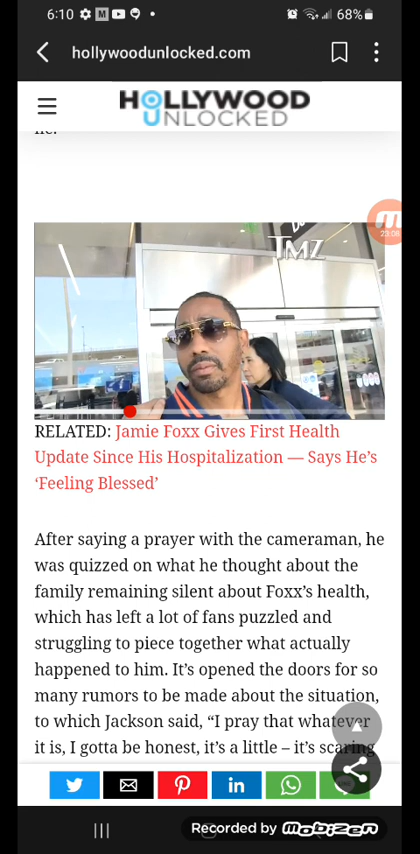 6:10
68%
hollywoodunlocked.com
HOLLYWOOD
UNLOCKED
23:08
TMZ
RELATED: Jamie Foxx Gives First Health
Update Since His Hospitalization — Says He’s
‘Feeling Blessed’
After saying a prayer with the cameraman, he
was quizzed on what he thought about the
family remaining silent about Foxx’s health,
which has left a lot of fans puzzled and
struggling to piece together what actually
happened to him. It’s opened the doors for so
many rumors to be made about the situation,
to which Jackson said, “I pray that whatever
it is, I gotta be honest, it’s a little – it’s scaring
Recorded by mobizen